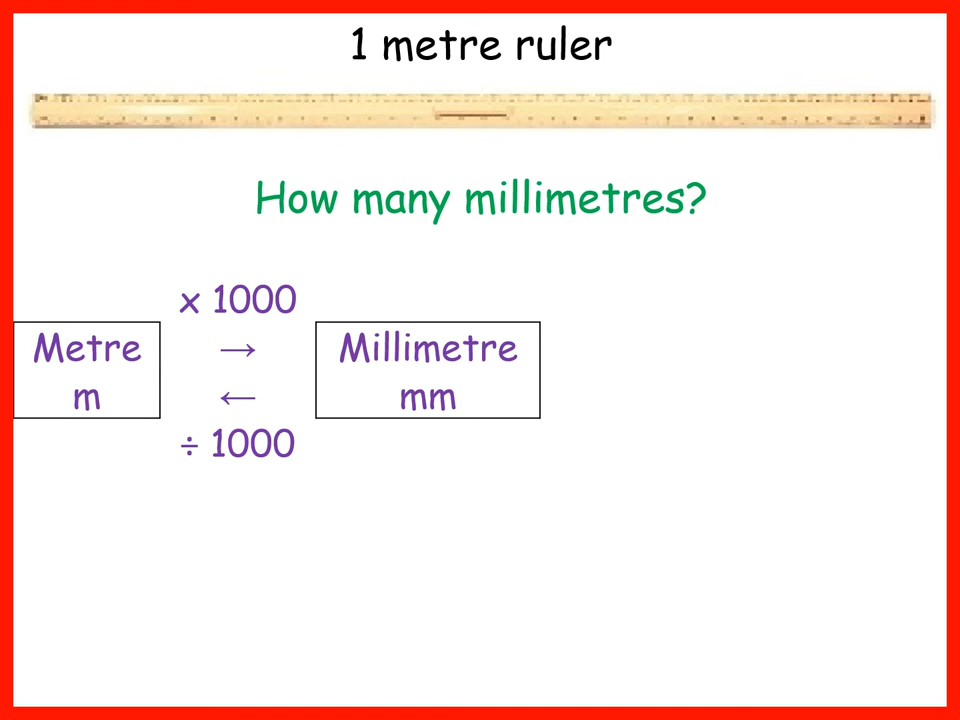 1 metre ruler
How many millimetres?
x 1000
Metre → Millimetre
m ← mm
÷ 1000